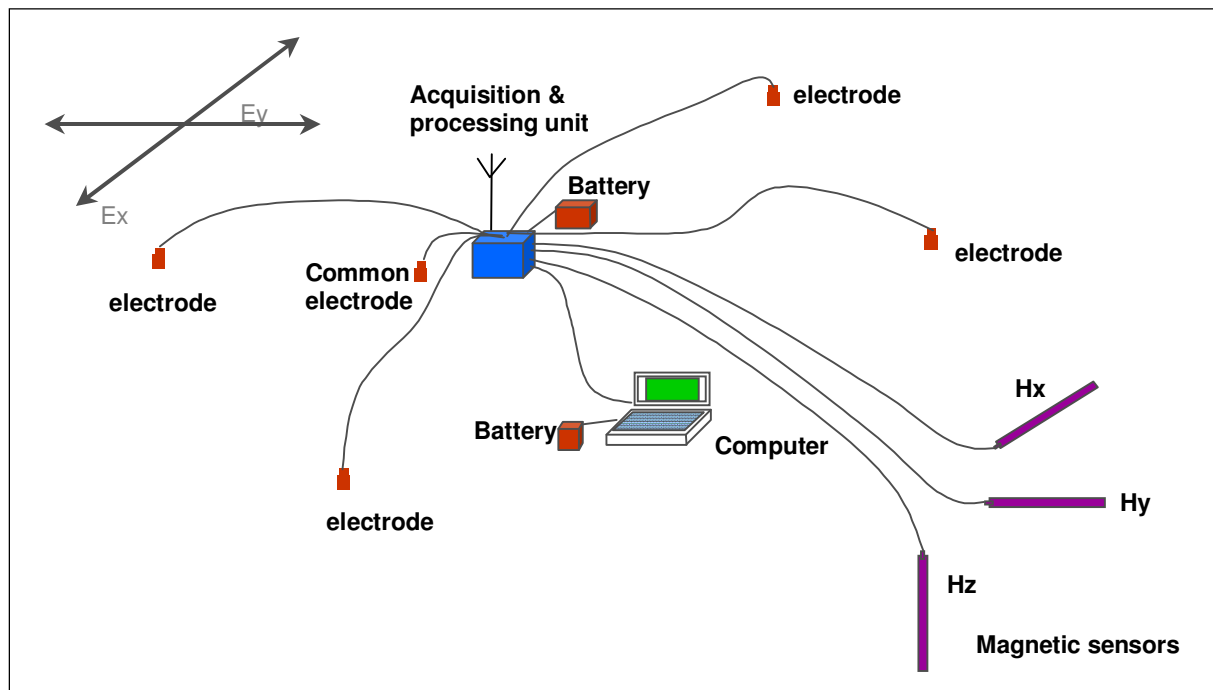 Acquisition &
processing unit
electrode
Ey
Battery
Ex
electrode
Common
electrode
electrode
Hx
Battery
Computer
Hy
electrode
Hz
Magnetic sensors